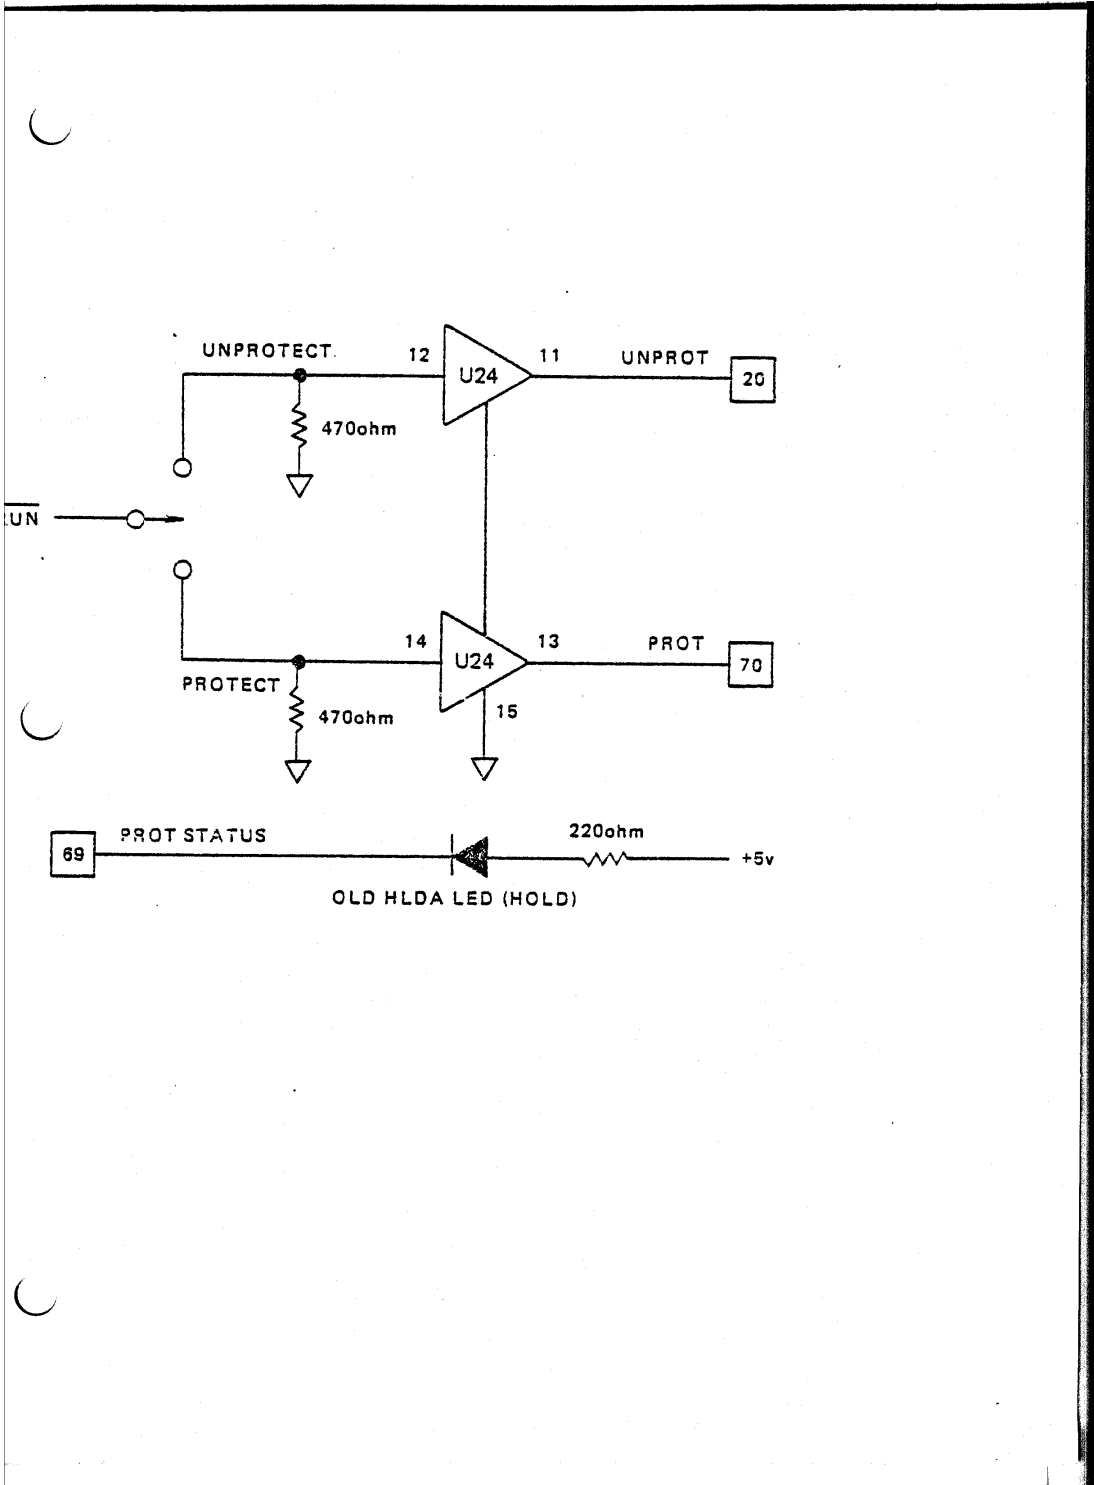 UNPROTECT
12
U24
11
UNPROT
20
470ohm
UN
14
U24
13
PROT
70
PROTECT
470ohm
15
69
PROT STATUS
220ohm
+5v
OLD HLDA LED (HOLD)